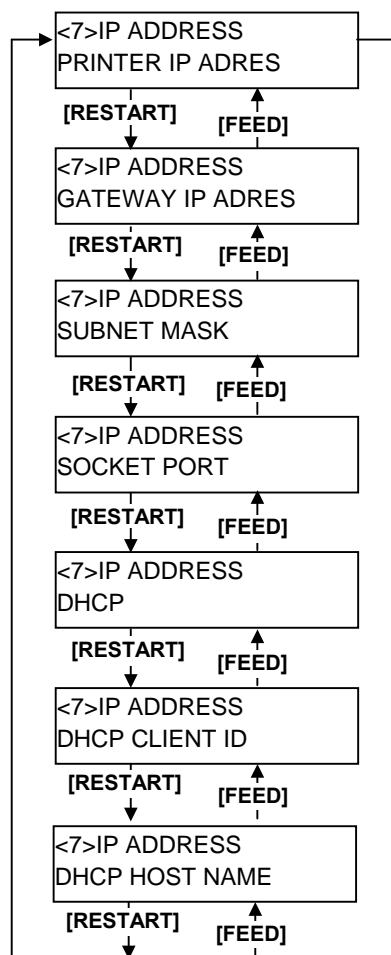 <7>IP ADDRESS
PRINTER IP ADRES
[RESTART]
[FEED]
<7>IP ADDRESS
GATEWAY IP ADRES
[RESTART]
[FEED]
<7>IP ADDRESS
SUBNET MASK
[RESTART]
[FEED]
<7>IP ADDRESS
SOCKET PORT
[RESTART]
[FEED]
<7>IP ADDRESS
DHCP
[RESTART]
[FEED]
<7>IP ADDRESS
DHCP CLIENT ID
[RESTART]
[FEED]
<7>IP ADDRESS
DHCP HOST NAME
[RESTART]
[FEED]